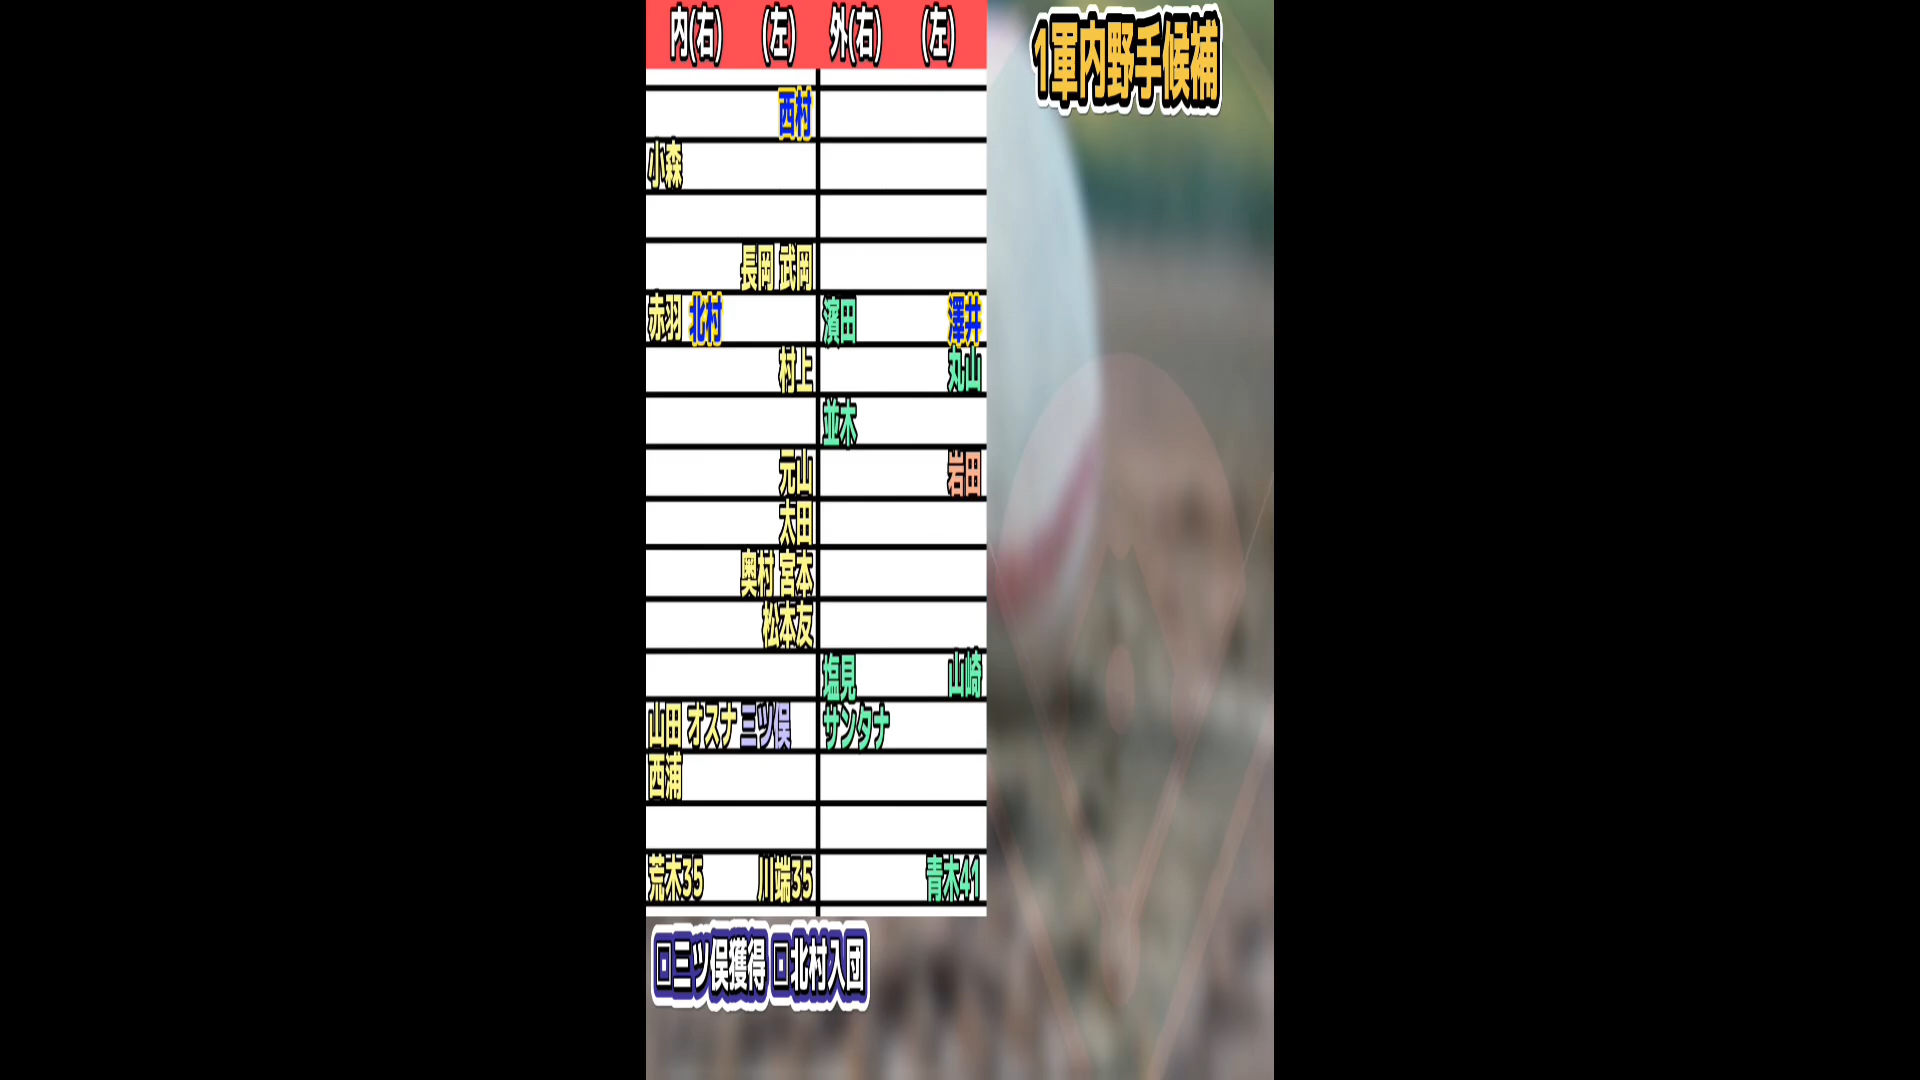 内(右) (左) 外(右) (左)
1軍内野手候補
西村
小森
長岡 武岡
赤羽 北村 濱田 澤井
村上 丸山
並木
元山 岩田
太田
奥村 宮本
松本友
塩見 山崎
山田 オスナ 三ツ俣 サンタナ
西浦
荒木35 川端35 青木41
□三ツ俣獲得 □北村入団